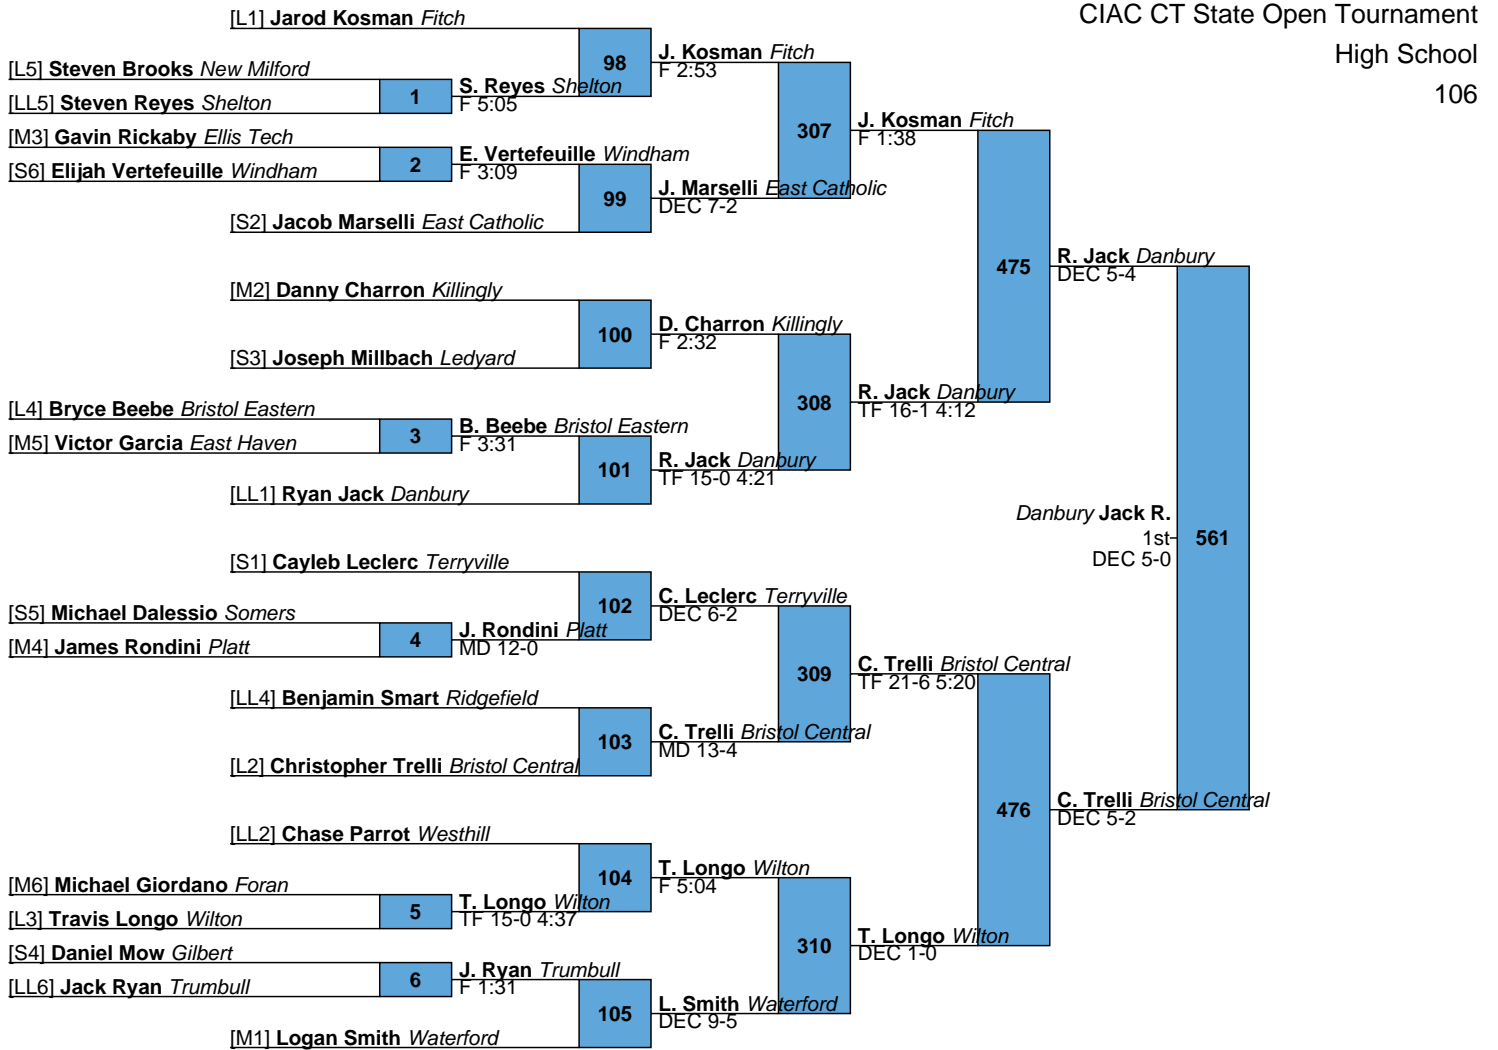 CIAC CT State Open Tournament
High School
106
[L1] Jarod Kosman Fitch
[L5] Steven Brooks New Milford
[LL5] Steven Reyes Shelton
[M3] Gavin Rickaby Ellis Tech
[S6] Elijah Vertefeuille Windham
[S2] Jacob Marselli East Catholic
[M2] Danny Charron Killingly
[S3] Joseph Millbach Ledyard
[L4] Bryce Beebe Bristol Eastern
[M5] Victor Garcia East Haven
[LL1] Ryan Jack Danbury
[S1] Cayleb Leclerc Terryville
[S5] Michael Dalessio Somers
[M4] James Rondini Platt
[LL4] Benjamin Smart Ridgefield
[L2] Christopher Trelli Bristol Central
[LL2] Chase Parrot Westhill
[M6] Michael Giordano Foran
[L3] Travis Longo Wilton
[S4] Daniel Mow Gilbert
[LL6] Jack Ryan Trumbull
[M1] Logan Smith Waterford
1
S. Reyes Shelton
F 5:05
2
E. Vertefeuille Windham
F 3:09
3
B. Beebe Bristol Eastern
F 3:31
4
J. Rondini Platt
MD 12-0
5
T. Longo Wilton
TF 15-0 4:37
6
J. Ryan Trumbull
F 1:31
98
J. Kosman Fitch
F 2:53
99
J. Marselli East Catholic
DEC 7-2
100
D. Charron Killingly
F 2:32
101
R. Jack Danbury
TF 15-0 4:21
102
C. Leclerc Terryville
DEC 6-2
103
C. Trelli Bristol Central
MD 13-4
104
T. Longo Wilton
F 5:04
105
L. Smith Waterford
DEC 9-5
307
J. Kosman Fitch
F 1:38
308
R. Jack Danbury
TF 16-1 4:12
309
C. Trelli Bristol Central
TF 21-6 5:20
310
T. Longo Wilton
DEC 1-0
475
R. Jack Danbury
DEC 5-4
476
C. Trelli Bristol Central
DEC 5-2
561
Danbury Jack R.
1st
DEC 5-0